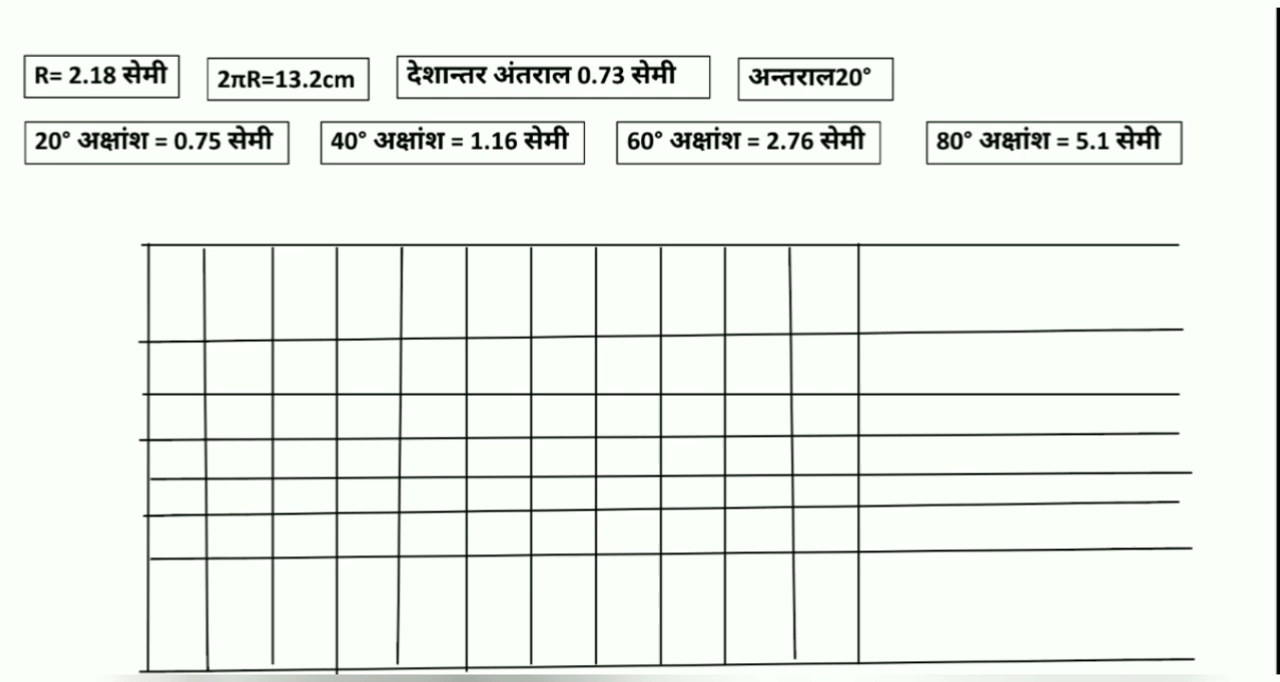 R= 2.18 सेमी 2πR=13.2cm देशान्तर अंतराल 0.73 सेमी अन्तराल20°
20° अक्षांश = 0.75 सेमी 40° अक्षांश = 1.16 सेमी 60° अक्षांश = 2.76 सेमी 80° अक्षांश = 5.1 सेमी